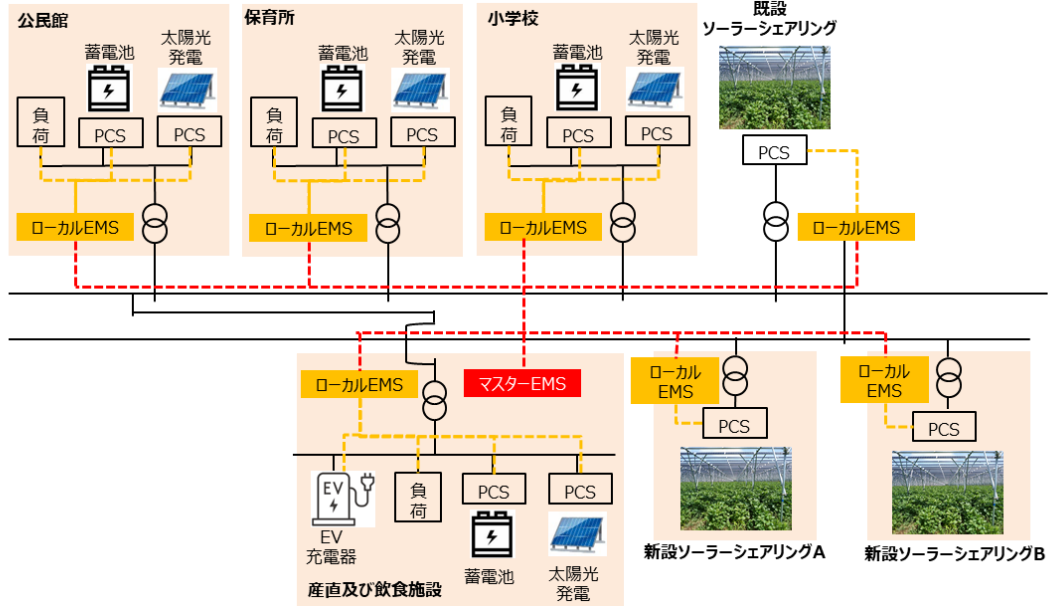 公民館
蓄電池
太陽光
発電
負
荷
PCS
PCS
ローカルEMS
保育所
蓄電池
太陽光
発電
負
荷
PCS
PCS
ローカルEMS
小学校
蓄電池
太陽光
発電
負
荷
PCS
PCS
ローカルEMS
既設
ソーラーシェアリング
PCS
ローカルEMS
ローカルEMS
マスターEMS
EV
EV
充電器
負
荷
PCS
蓄電池
PCS
太陽光
発電
産直及び飲食施設
ローカル
EMS
PCS
新設ソーラーシェアリングA
ローカル
EMS
PCS
新設ソーラーシェアリングB